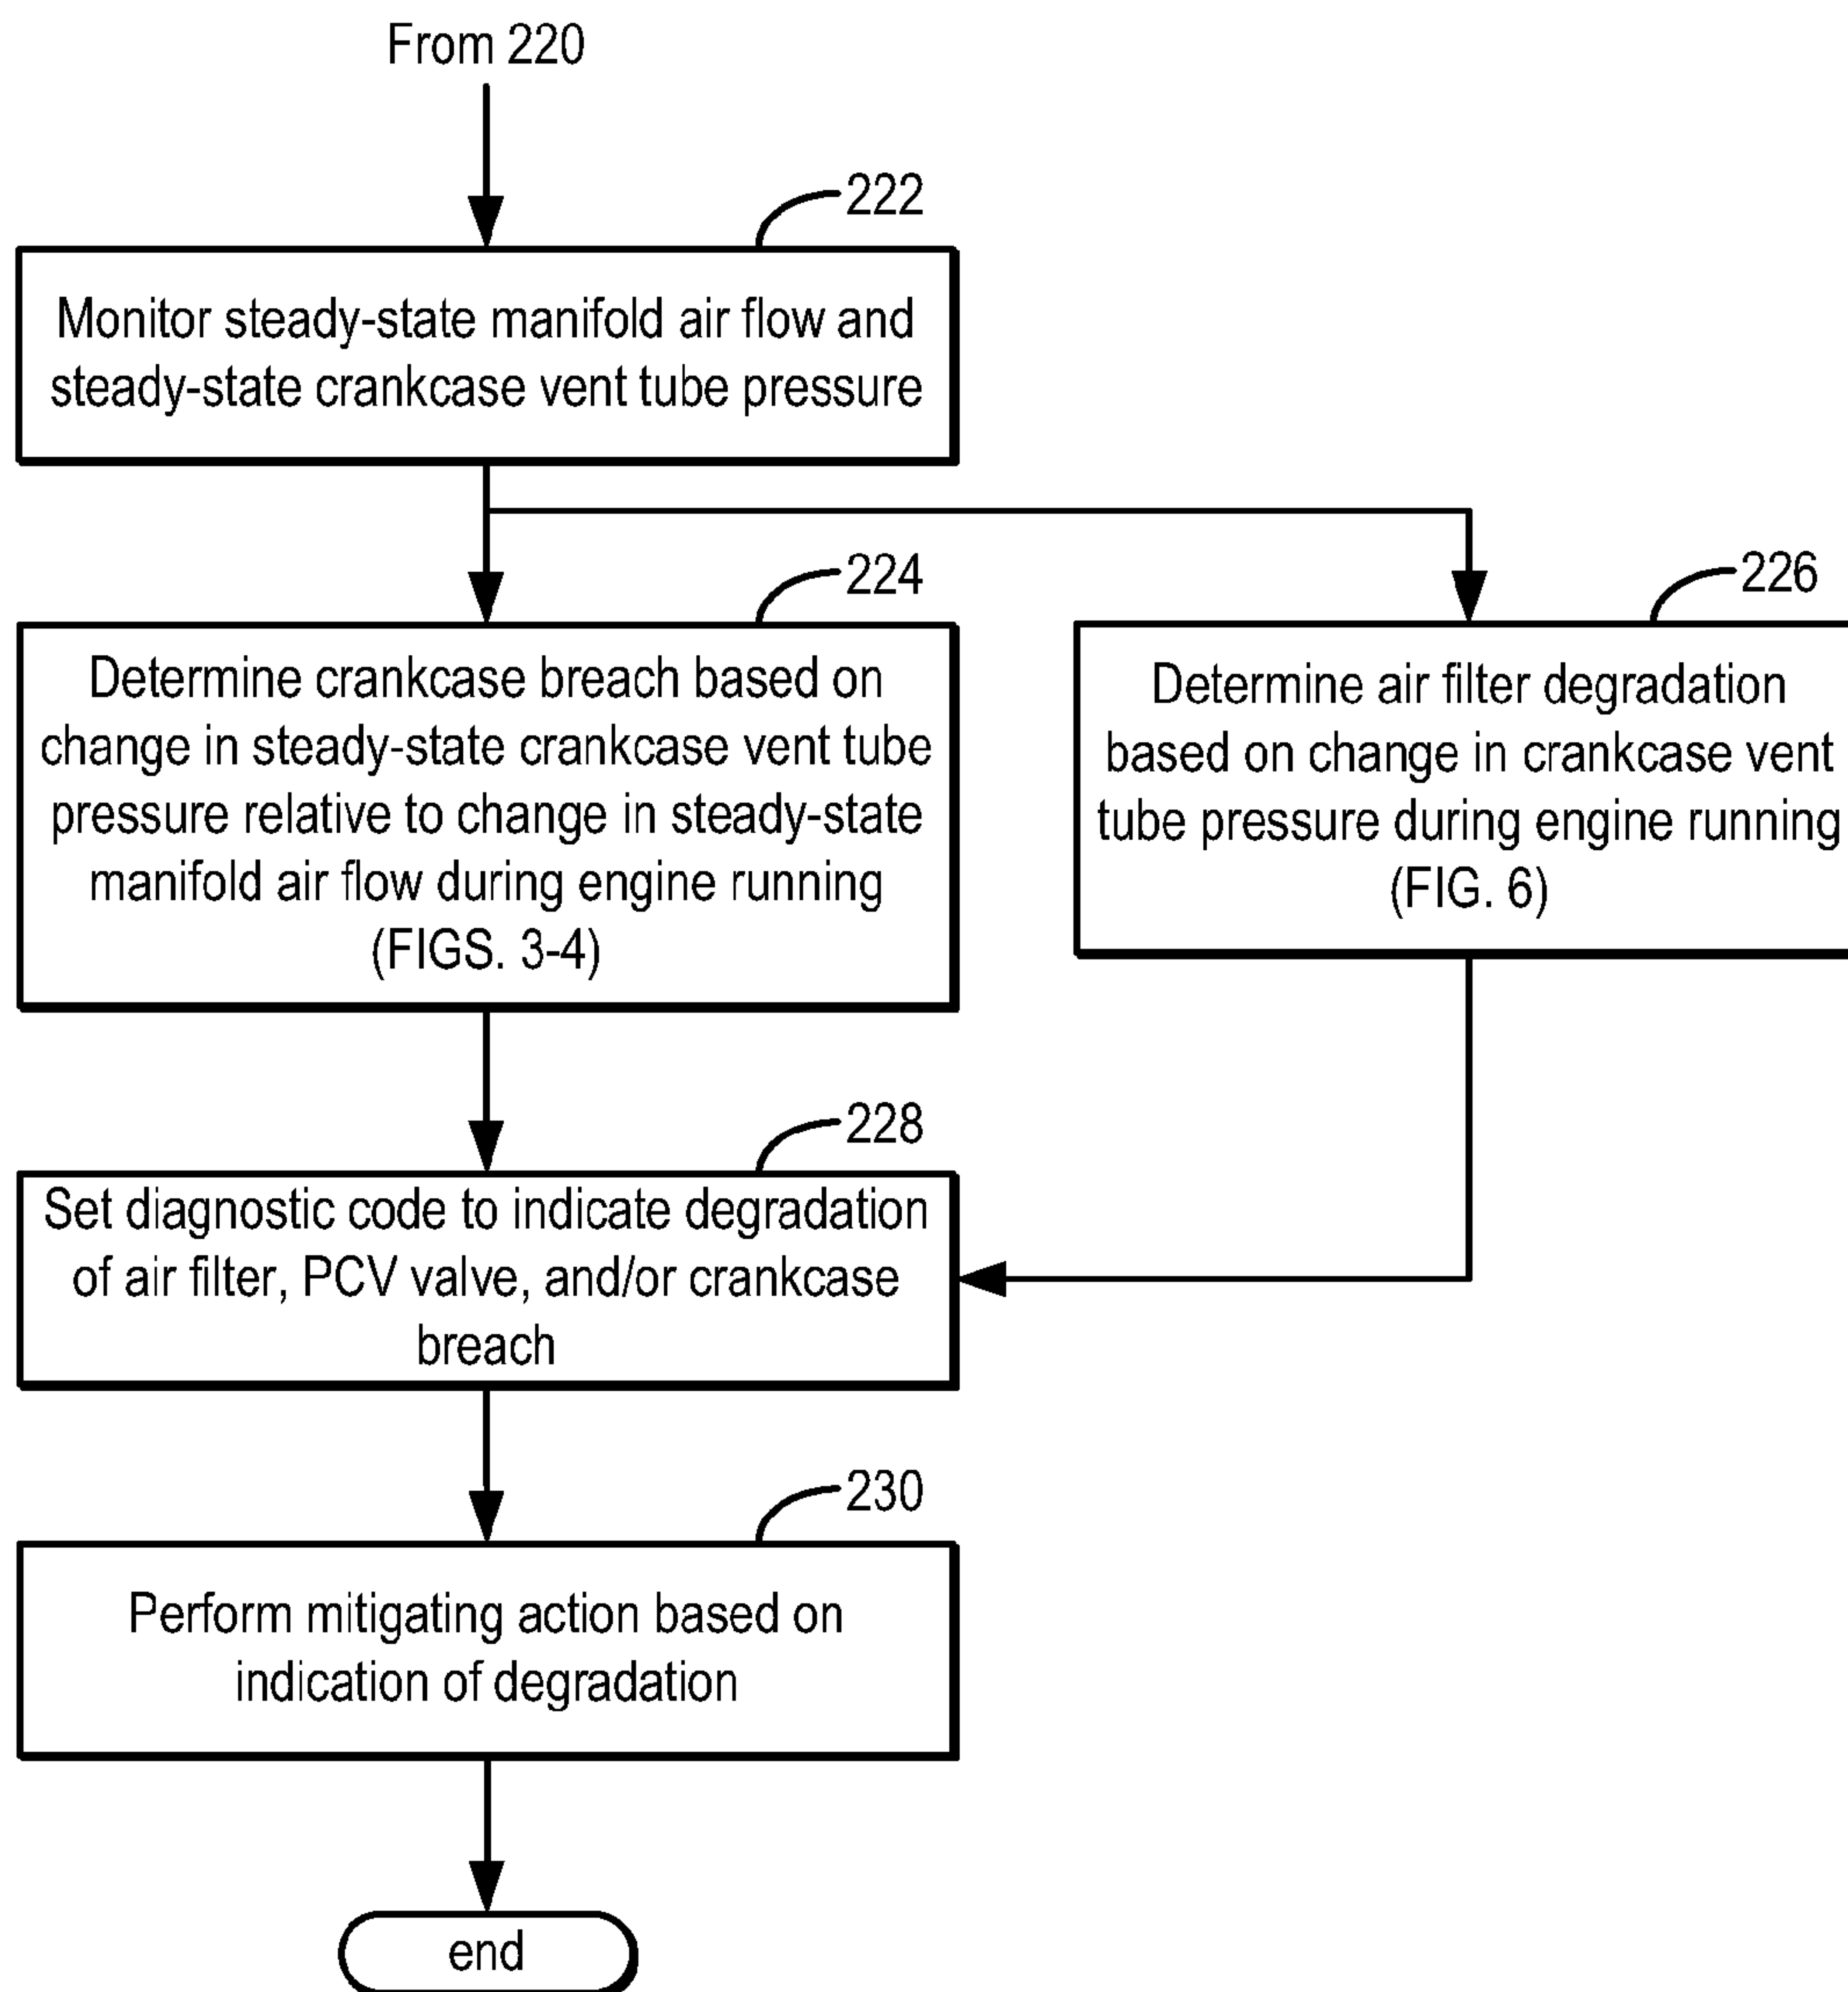 From 220
222
Monitor steady-state manifold air flow and
steady-state crankcase vent tube pressure
224
Determine crankcase breach based on
change in steady-state crankcase vent tube
pressure relative to change in steady-state
manifold air flow during engine running
(FIGS. 3-4)
226
Determine air filter degradation
based on change in crankcase vent
tube pressure during engine running
(FIG. 6)
228
Set diagnostic code to indicate degradation
of air filter, PCV valve, and/or crankcase
breach
230
Perform mitigating action based on
indication of degradation
end